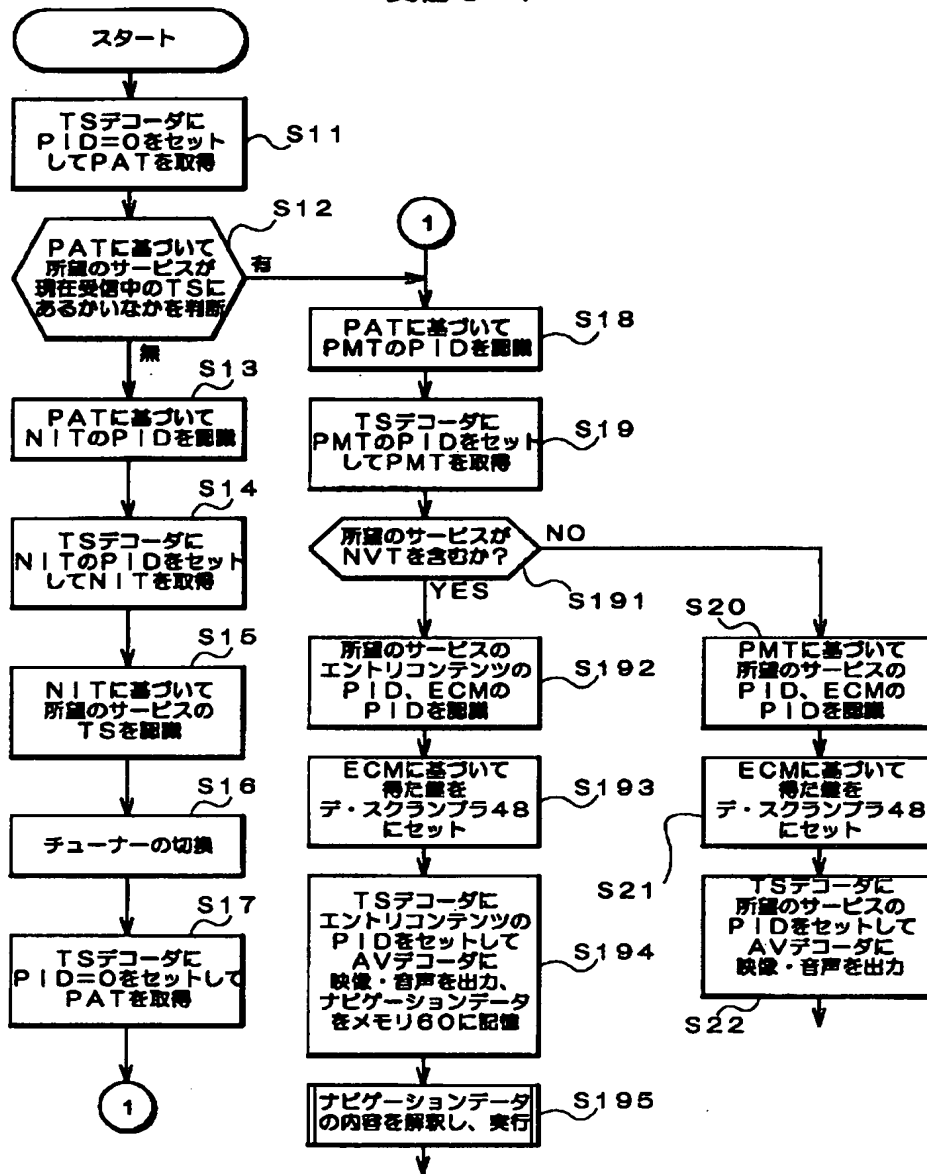 スタート
TSデコーダに
PID=0をセット
してPATを取得
S11
S12
PATに基づいて
所望のサービスが
現在受信中のTSに
あるかいなかを判断
有
無
S13
PATに基づいて
NITのPIDを認識
S14
TSデコーダに
NITのPIDをセット
してNITを取得
S15
NITに基づいて
所望のサービスの
TSを認識
S16
チューナーの切換
S17
TSデコーダに
PID=0をセットして
PATを取得
1
1
PATに基づいて
PMTのPIDを認識
S18
TSデコーダに
PMTのPIDをセット
してPMTを取得
S19
所望のサービスが
NVTを含むか?
NO
YES
S191
所望のサービスの
エントリコンテンツの
PID、ECMの
PIDを認識
S192
ECMに基づいて
得た鍵を
デ・スクランブラ48
にセット
S193
TSデコーダに
エントリコンテンツの
PIDをセットして
AVデコーダに
映像・音声を出力、
ナビゲーションデータ
をメモリ60に記憶
S194
ナビゲーションデータ
の内容を解釈し、実行
S195
S20
PMTに基づいて
所望のサービスの
PID、ECMの
PIDを認識
ECMに基づいて
得た鍵を
デ・スクランブラ48
にセット
S21
TSデコーダに
所望のサービスの
PIDをセットして
AVデコーダに
映像・音声を出力
S22